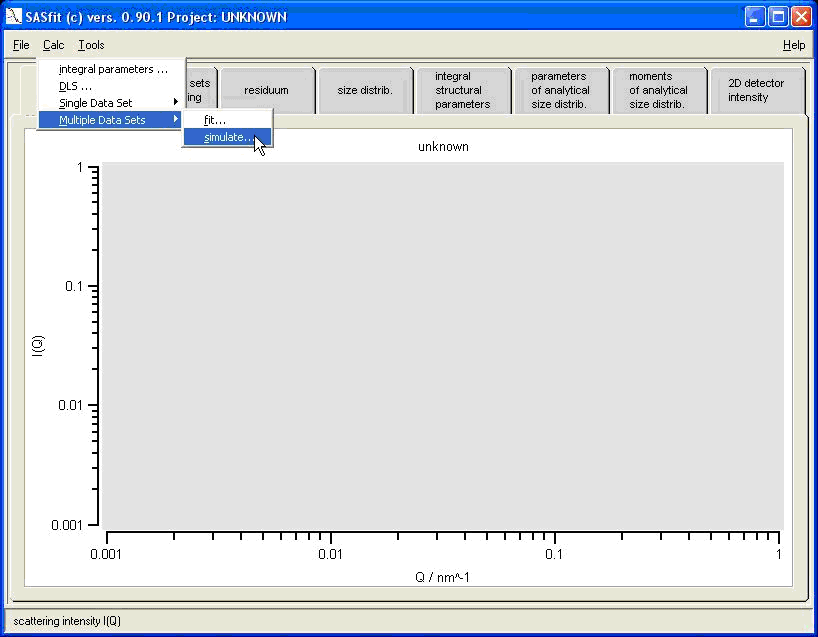 SASfit (c) vers. 0.90.1 Project: UNKNOWN
File Calc Tools Help
integral parameters ...
DLS ...
Single Data Set
Multiple Data Sets
fit...
simulate...
sets
ing
residuum
size distrib.
integral
structural
parameters
parameters
of analytical
size distrib.
moments
of analytical
size distrib.
2D detector
intensity
unknown
1
0.1
0.01
0.001
I(Q)
0.001 0.01 0.1 1
Q / nm^-1
scattering intensity I(Q)